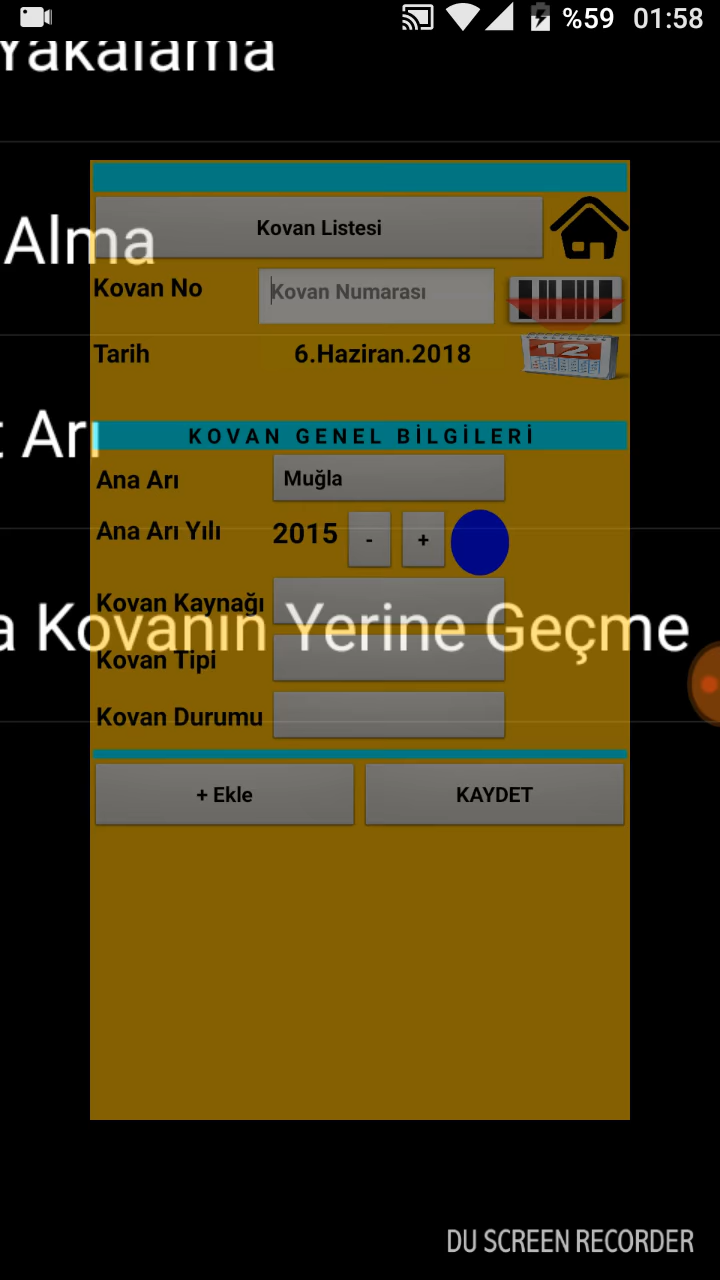 %59 01:58
Yakalama
Kovan Listesi
Alma
Kovan No Kovan Numarası
Tarih 6.Haziran.2018
12
t Arı
KOVAN GENEL BİLGİLERİ
Ana Arı Muğla
Ana Arı Yılı 2015 - +
Kovan Kaynağı
a Kovanın Yerine Geçme
Kovan Tipi
Kovan Durumu
+ Ekle KAYDET
DU SCREEN RECORDER